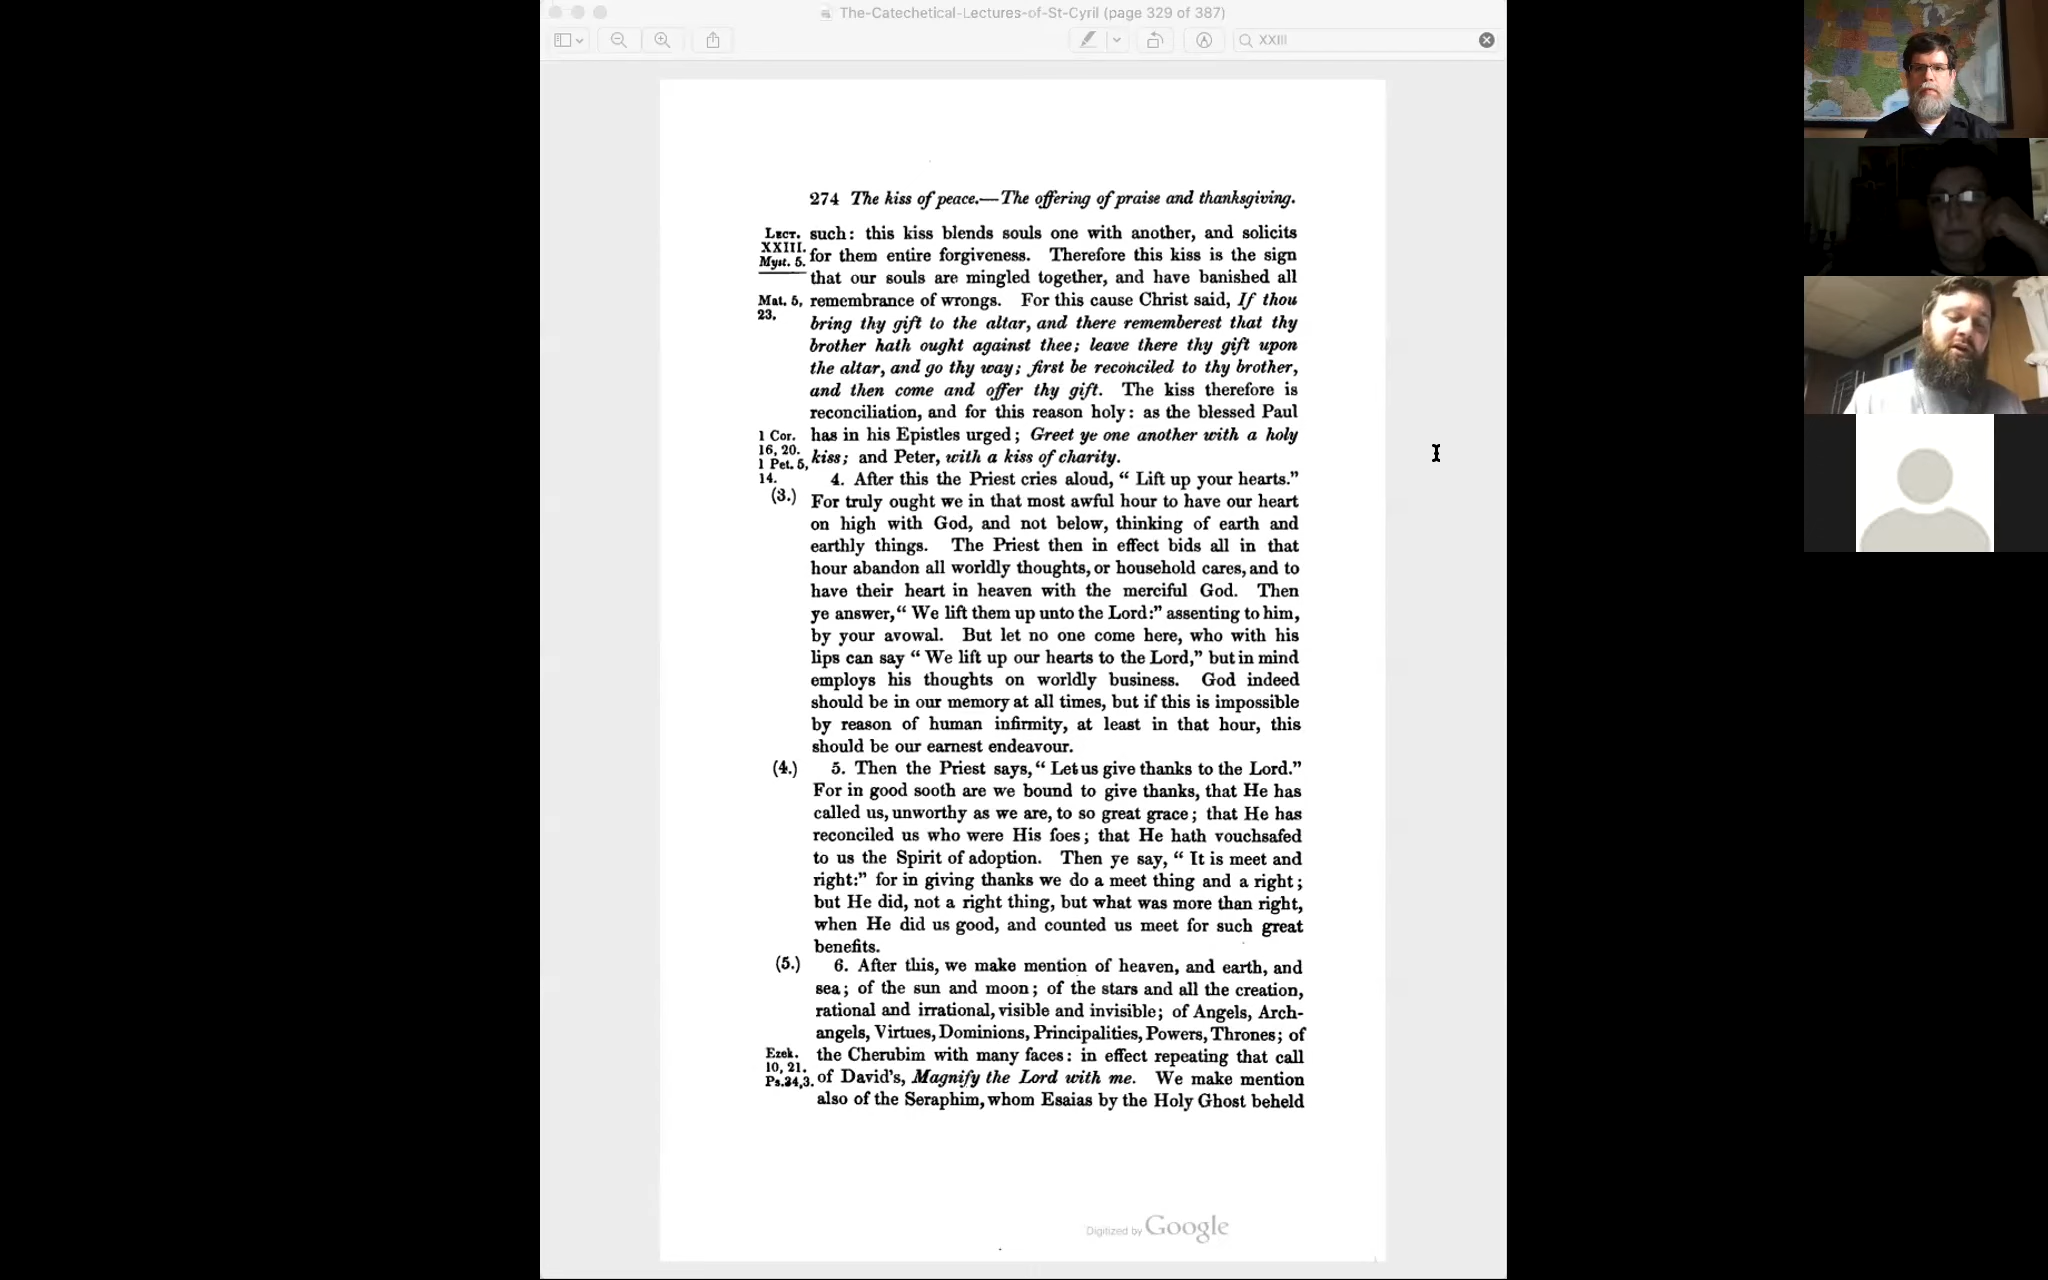 The-Catechetical-Lectures-of-St-Cyril (page 329 of 387)
XXIII
274 The kiss of peace.—The offering of praise and thanksgiving.
LECT. XXIII. Myst. 5.
such: this kiss blends souls one with another, and solicits
for them entire forgiveness. Therefore this kiss is the sign
that our souls are mingled together, and have banished all
Mat. 5, 23.
remembrance of wrongs. For this cause Christ said, If thou
bring thy gift to the altar, and there rememberest that thy
brother hath ought against thee; leave there thy gift upon
the altar, and go thy way; first be reconciled to thy brother,
and then come and offer thy gift. The kiss therefore is
reconciliation, and for this reason holy: as the blessed Paul
1 Cor. 16, 20. 1 Pet. 5, 14.
has in his Epistles urged; Greet ye one another with a holy
kiss; and Peter, with a kiss of charity.
(3.)
4. After this the Priest cries aloud, “ Lift up your hearts.”
For truly ought we in that most awful hour to have our heart
on high with God, and not below, thinking of earth and
earthly things. The Priest then in effect bids all in that
hour abandon all worldly thoughts, or household cares, and to
have their heart in heaven with the merciful God. Then
ye answer, “ We lift them up unto the Lord:” assenting to him,
by your avowal. But let no one come here, who with his
lips can say “ We lift up our hearts to the Lord,” but in mind
employs his thoughts on worldly business. God indeed
should be in our memory at all times, but if this is impossible
by reason of human infirmity, at least in that hour, this
should be our earnest endeavour.
(4.) 5. Then the Priest says, “ Let us give thanks to the Lord.”
For in good sooth are we bound to give thanks, that He has
called us, unworthy as we are, to so great grace; that He has
reconciled us who were His foes; that He hath vouchsafed
to us the Spirit of adoption. Then ye say, “ It is meet and
right:” for in giving thanks we do a meet thing and a right;
but He did, not a right thing, but what was more than right,
when He did us good, and counted us meet for such great
benefits.
(5.) 6. After this, we make mention of heaven, and earth, and
sea; of the sun and moon; of the stars and all the creation,
rational and irrational, visible and invisible; of Angels, Arch-
angels, Virtues, Dominions, Principalities, Powers, Thrones; of
Ezek. 10, 21.
the Cherubim with many faces: in effect repeating that call
Ps.34,3. of David's, Magnify the Lord with me. We make mention
also of the Seraphim, whom Esaias by the Holy Ghost beheld
Digitized by Google